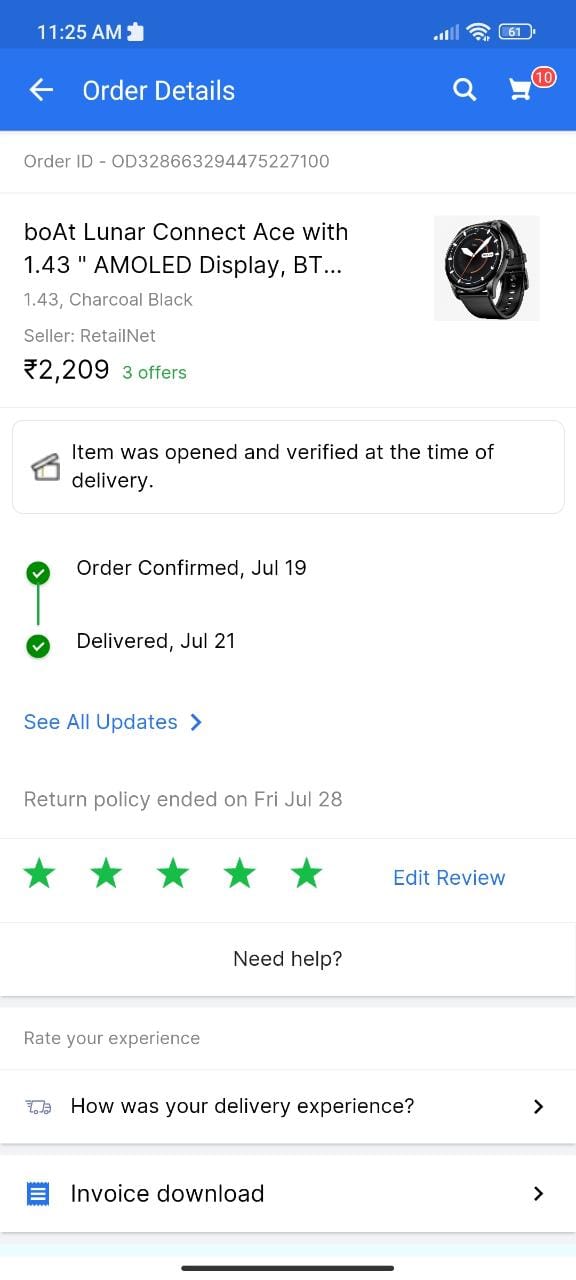 11:25 AM
61
Order Details
10
Order ID - OD328663294475227100
boAt Lunar Connect Ace with
1.43 " AMOLED Display, BT...
1.43, Charcoal Black
Seller: RetailNet
₹2,209 3 offers
Item was opened and verified at the time of
delivery.
Order Confirmed, Jul 19
Delivered, Jul 21
See All Updates
Return policy ended on Fri Jul 28
Edit Review
Need help?
Rate your experience
How was your delivery experience?
Invoice download